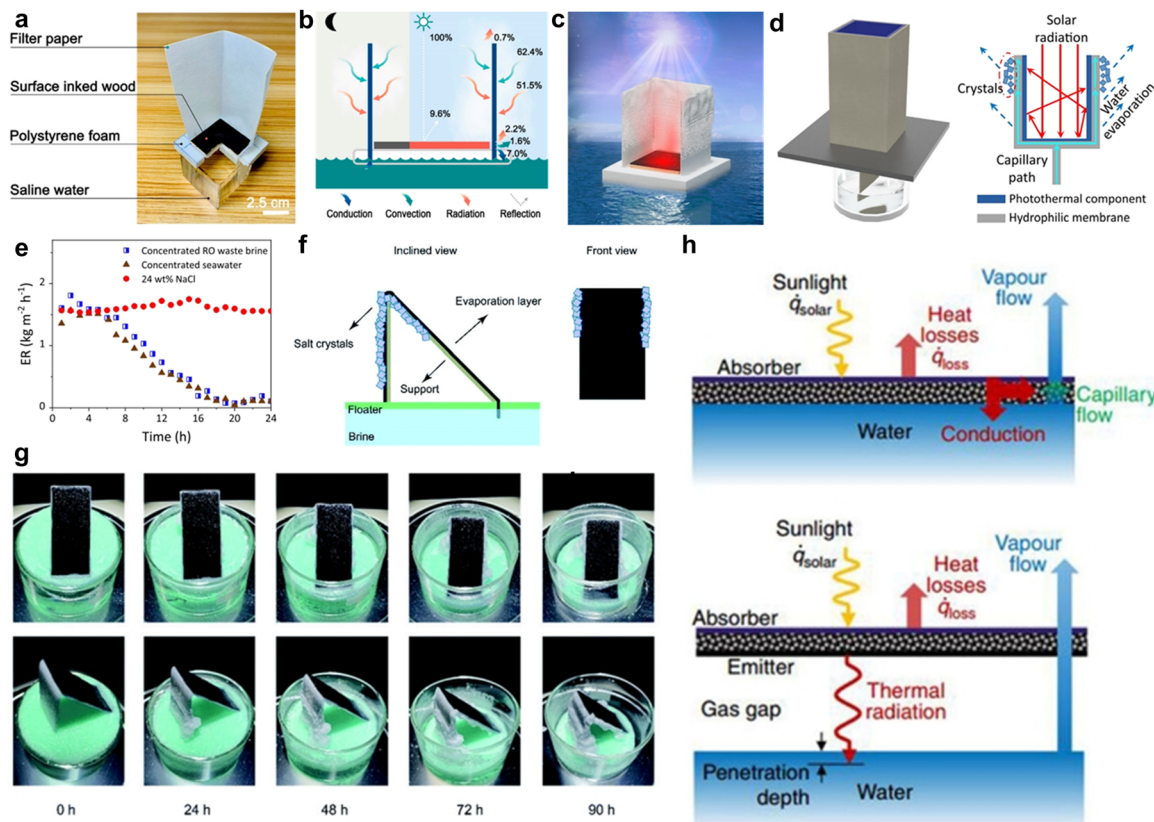 a
Filter paper
Surface inked wood
Polystyrene foam
Saline water
2.5 cm
b
100%
0.7%
62.4%
51.5%
9.6%
2.2%
1.6%
7.0%
Conduction
Convection
Radiation
Reflection
c
d
Solar
radiation
Crystals
Water
evaporation
Capillary
path
Photothermal component
Hydrophilic membrane
e
Concentrated RO waste brine
Concentrated seawater
24 wt% NaCl
ER (kg m⁻² h⁻¹)
2
1
0
0
4
8
12
16
20
24
Time (h)
f
Inclined view
Front view
Evaporation layer
Salt crystals
Support
Floater
Brine
g
0 h
24 h
48 h
72 h
90 h
h
Sunlight
q̇solar
Vapour
flow
Heat
losses
q̇loss
Absorber
Capillary
flow
Water
Conduction
Sunlight
q̇solar
Vapour
flow
Heat
losses
q̇loss
Absorber
Emitter
Gas gap
Thermal
radiation
Penetration
depth
Water